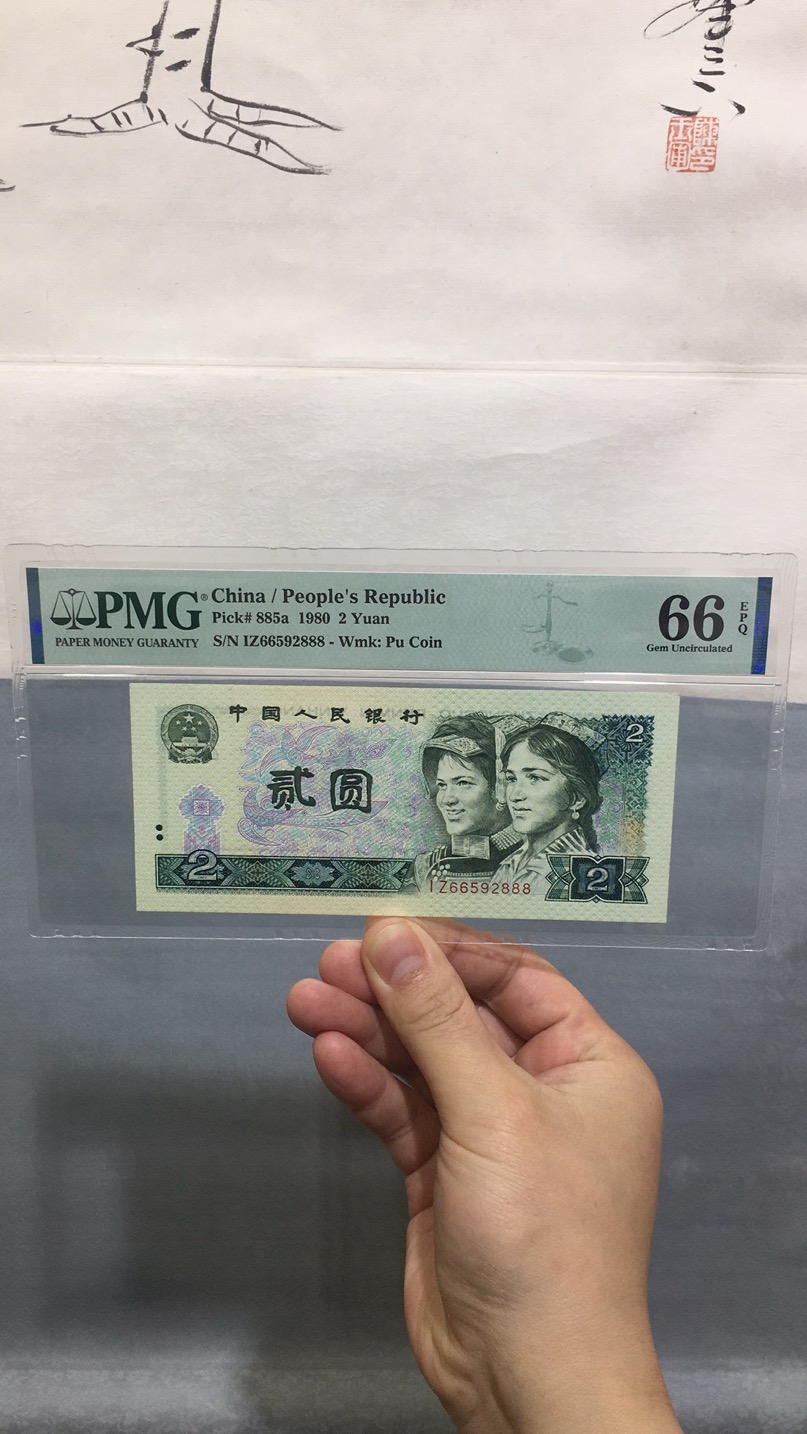 PMG®
PAPER MONEY GUARANTY
China / People's Republic
Pick# 885a 1980 2 Yuan
S/N IZ66592888 - Wmk: Pu Coin
66
EPQ
Gem Uncirculated
中国人民银行
2
贰圆
2
IZ66592888
2